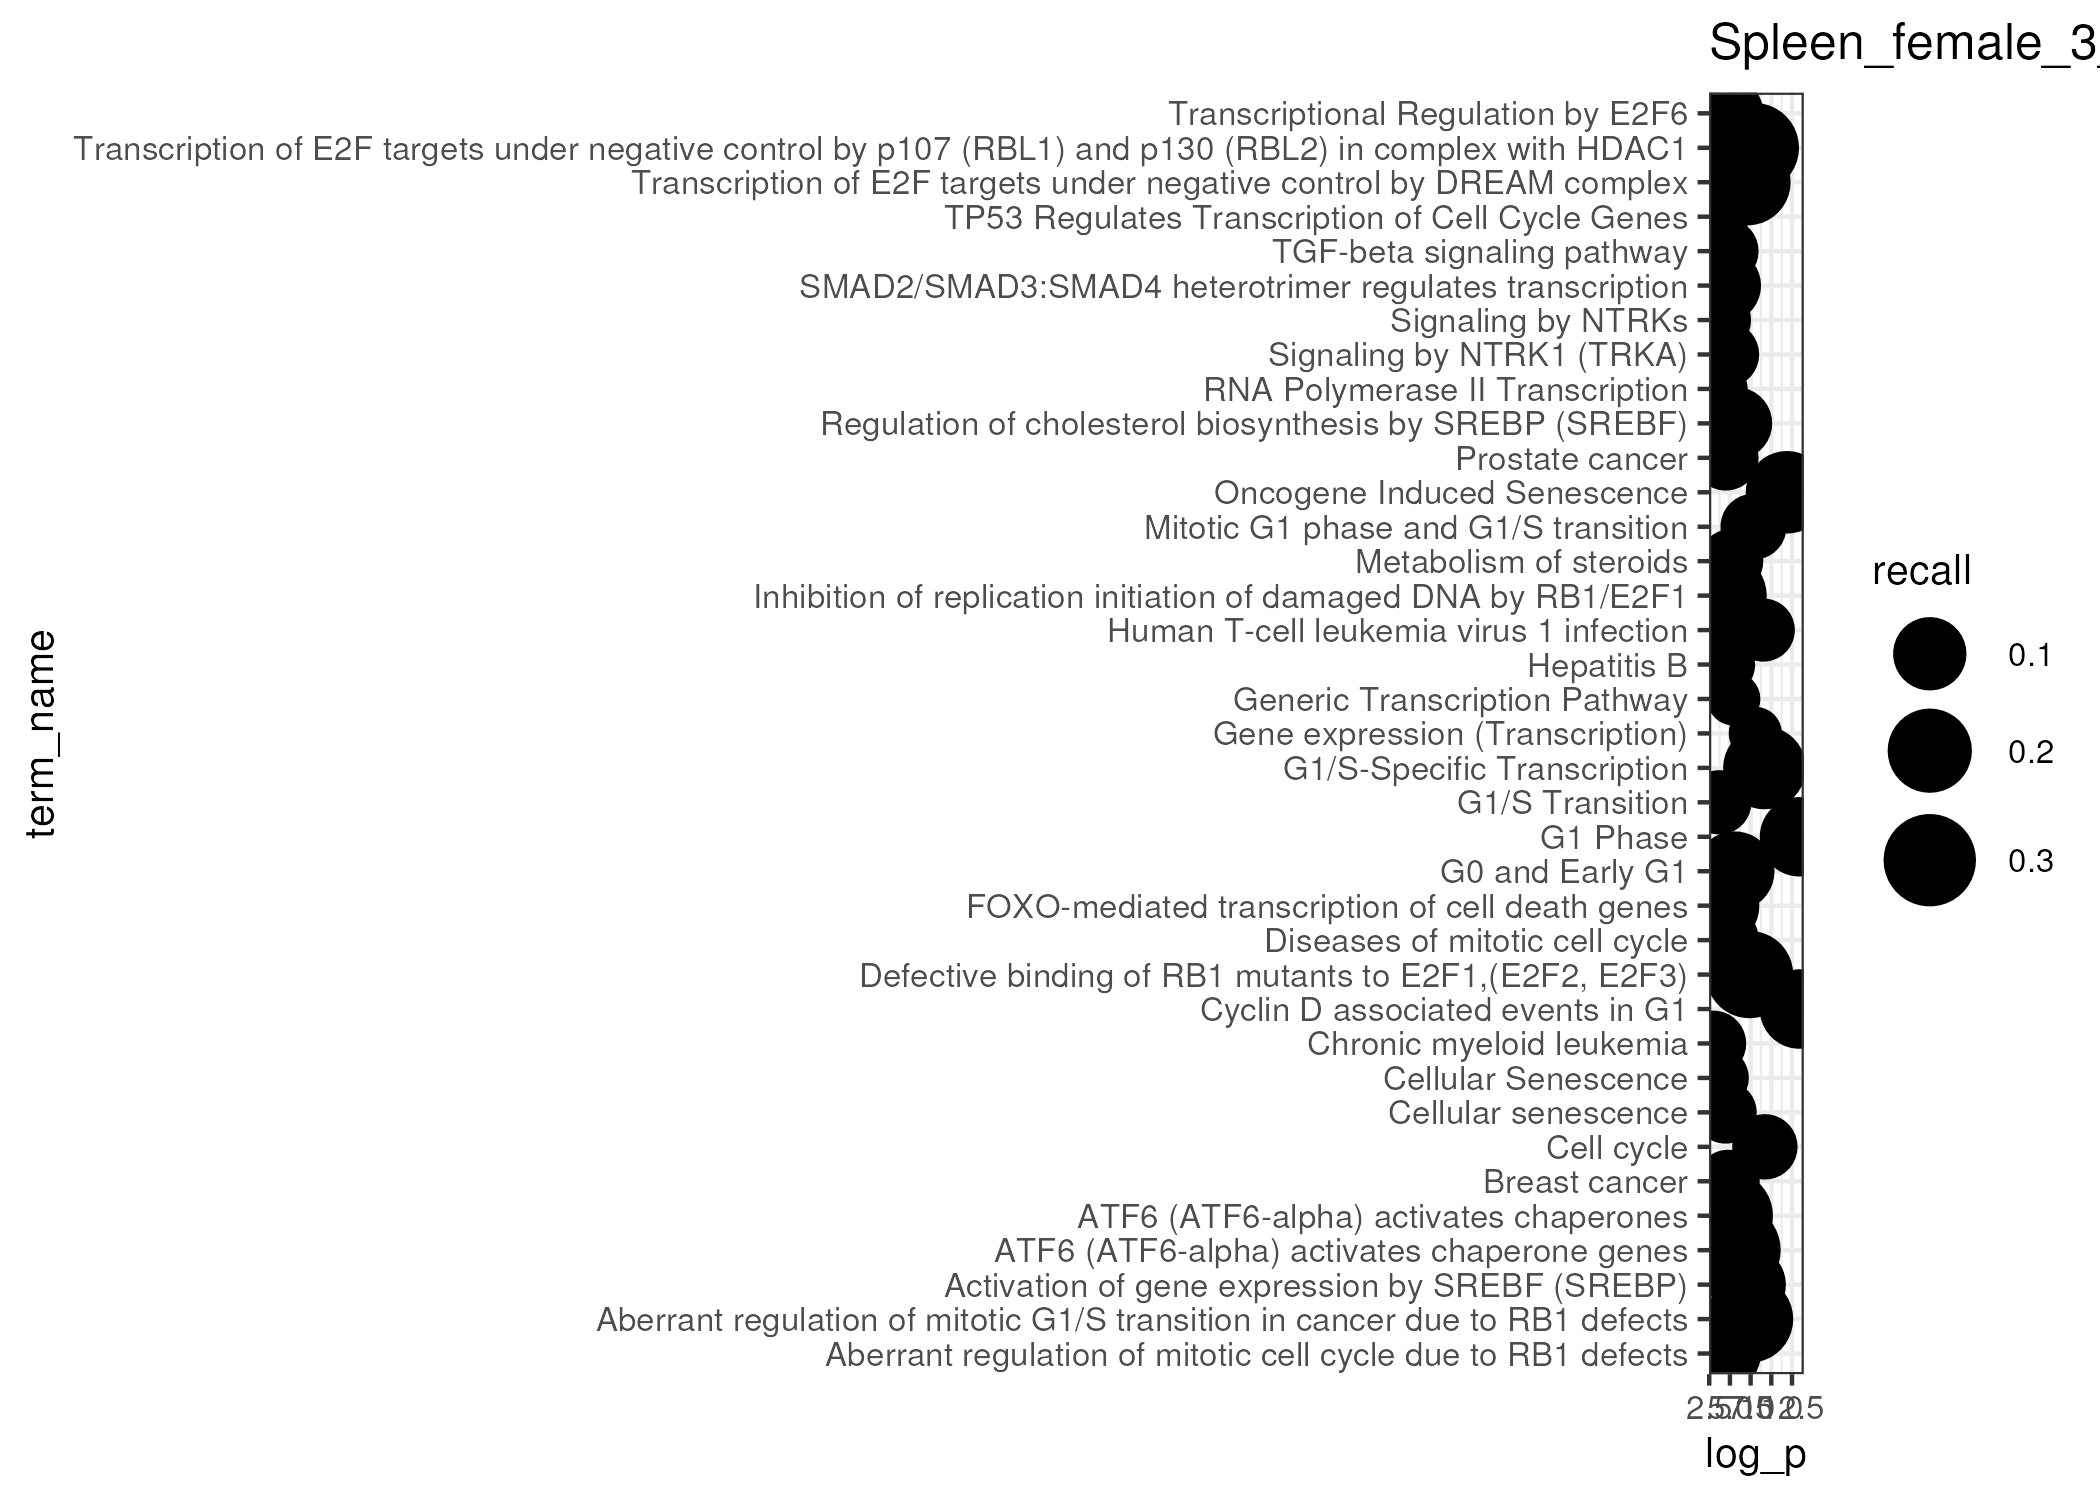 Spleen_female_3_
Transcriptional Regulation by E2F6
Transcription of E2F targets under negative control by p107 (RBL1) and p130 (RBL2) in complex with HDAC1
Transcription of E2F targets under negative control by DREAM complex
TP53 Regulates Transcription of Cell Cycle Genes
TGF-beta signaling pathway
SMAD2/SMAD3:SMAD4 heterotrimer regulates transcription
Signaling by NTRKs
Signaling by NTRK1 (TRKA)
RNA Polymerase II Transcription
Regulation of cholesterol biosynthesis by SREBP (SREBF)
Prostate cancer
Oncogene Induced Senescence
Mitotic G1 phase and G1/S transition
Metabolism of steroids
Inhibition of replication initiation of damaged DNA by RB1/E2F1
Human T-cell leukemia virus 1 infection
Hepatitis B
Generic Transcription Pathway
Gene expression (Transcription)
G1/S-Specific Transcription
G1/S Transition
G1 Phase
G0 and Early G1
FOXO-mediated transcription of cell death genes
Diseases of mitotic cell cycle
Defective binding of RB1 mutants to E2F1,(E2F2, E2F3)
Cyclin D associated events in G1
Chronic myeloid leukemia
Cellular Senescence
Cellular senescence
Cell cycle
Breast cancer
ATF6 (ATF6-alpha) activates chaperones
ATF6 (ATF6-alpha) activates chaperone genes
Activation of gene expression by SREBF (SREBP)
Aberrant regulation of mitotic G1/S transition in cancer due to RB1 defects
Aberrant regulation of mitotic cell cycle due to RB1 defects
term_name
log_p
recall
0.1
0.2
0.3